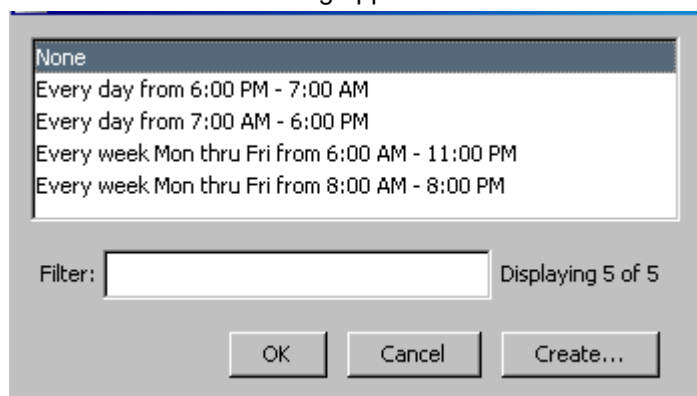 None
Every day from 6:00 PM - 7:00 AM
Every day from 7:00 AM - 6:00 PM
Every week Mon thru Fri from 6:00 AM - 11:00 PM
Every week Mon thru Fri from 8:00 AM - 8:00 PM
Filter: Displaying 5 of 5
OK Cancel Create...